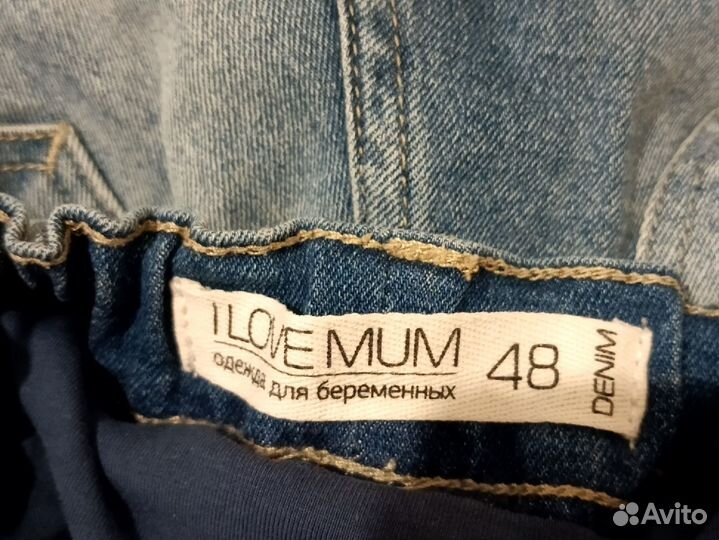 I LOVE MUM
одежда для беременных
48
DENIM
Avito